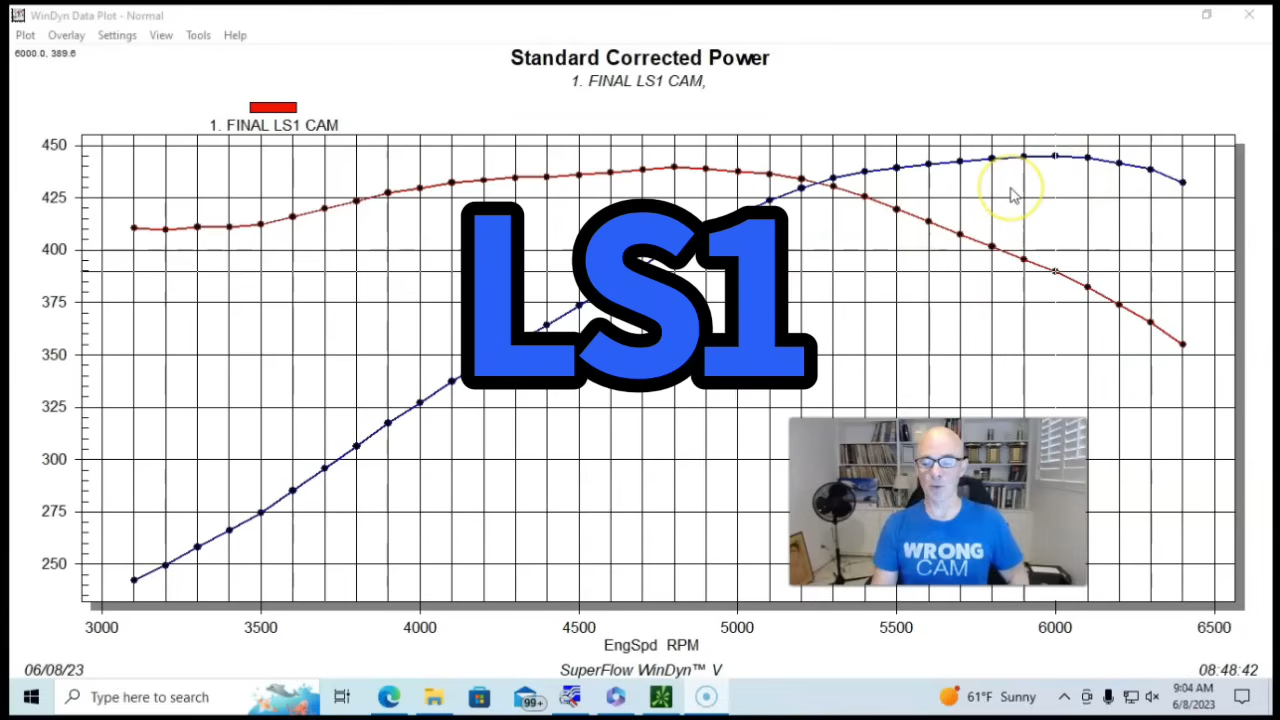 WinDyn Data Plot - Normal
Plot Overlay Settings View Tools Help
6000.0, 389.6
Standard Corrected Power
1. FINAL LS1 CAM,
1. FINAL LS1 CAM
450
425
400
375
350
325
300
275
250
LS1
WRONG
CAM
3000 3500 4000 4500 5000 5500 6000 6500
EngSpd RPM
06/08/23 SuperFlow WinDyn™ V 08:48:42
Type here to search 99+ 61°F Sunny 9:04 AM
6/8/2023